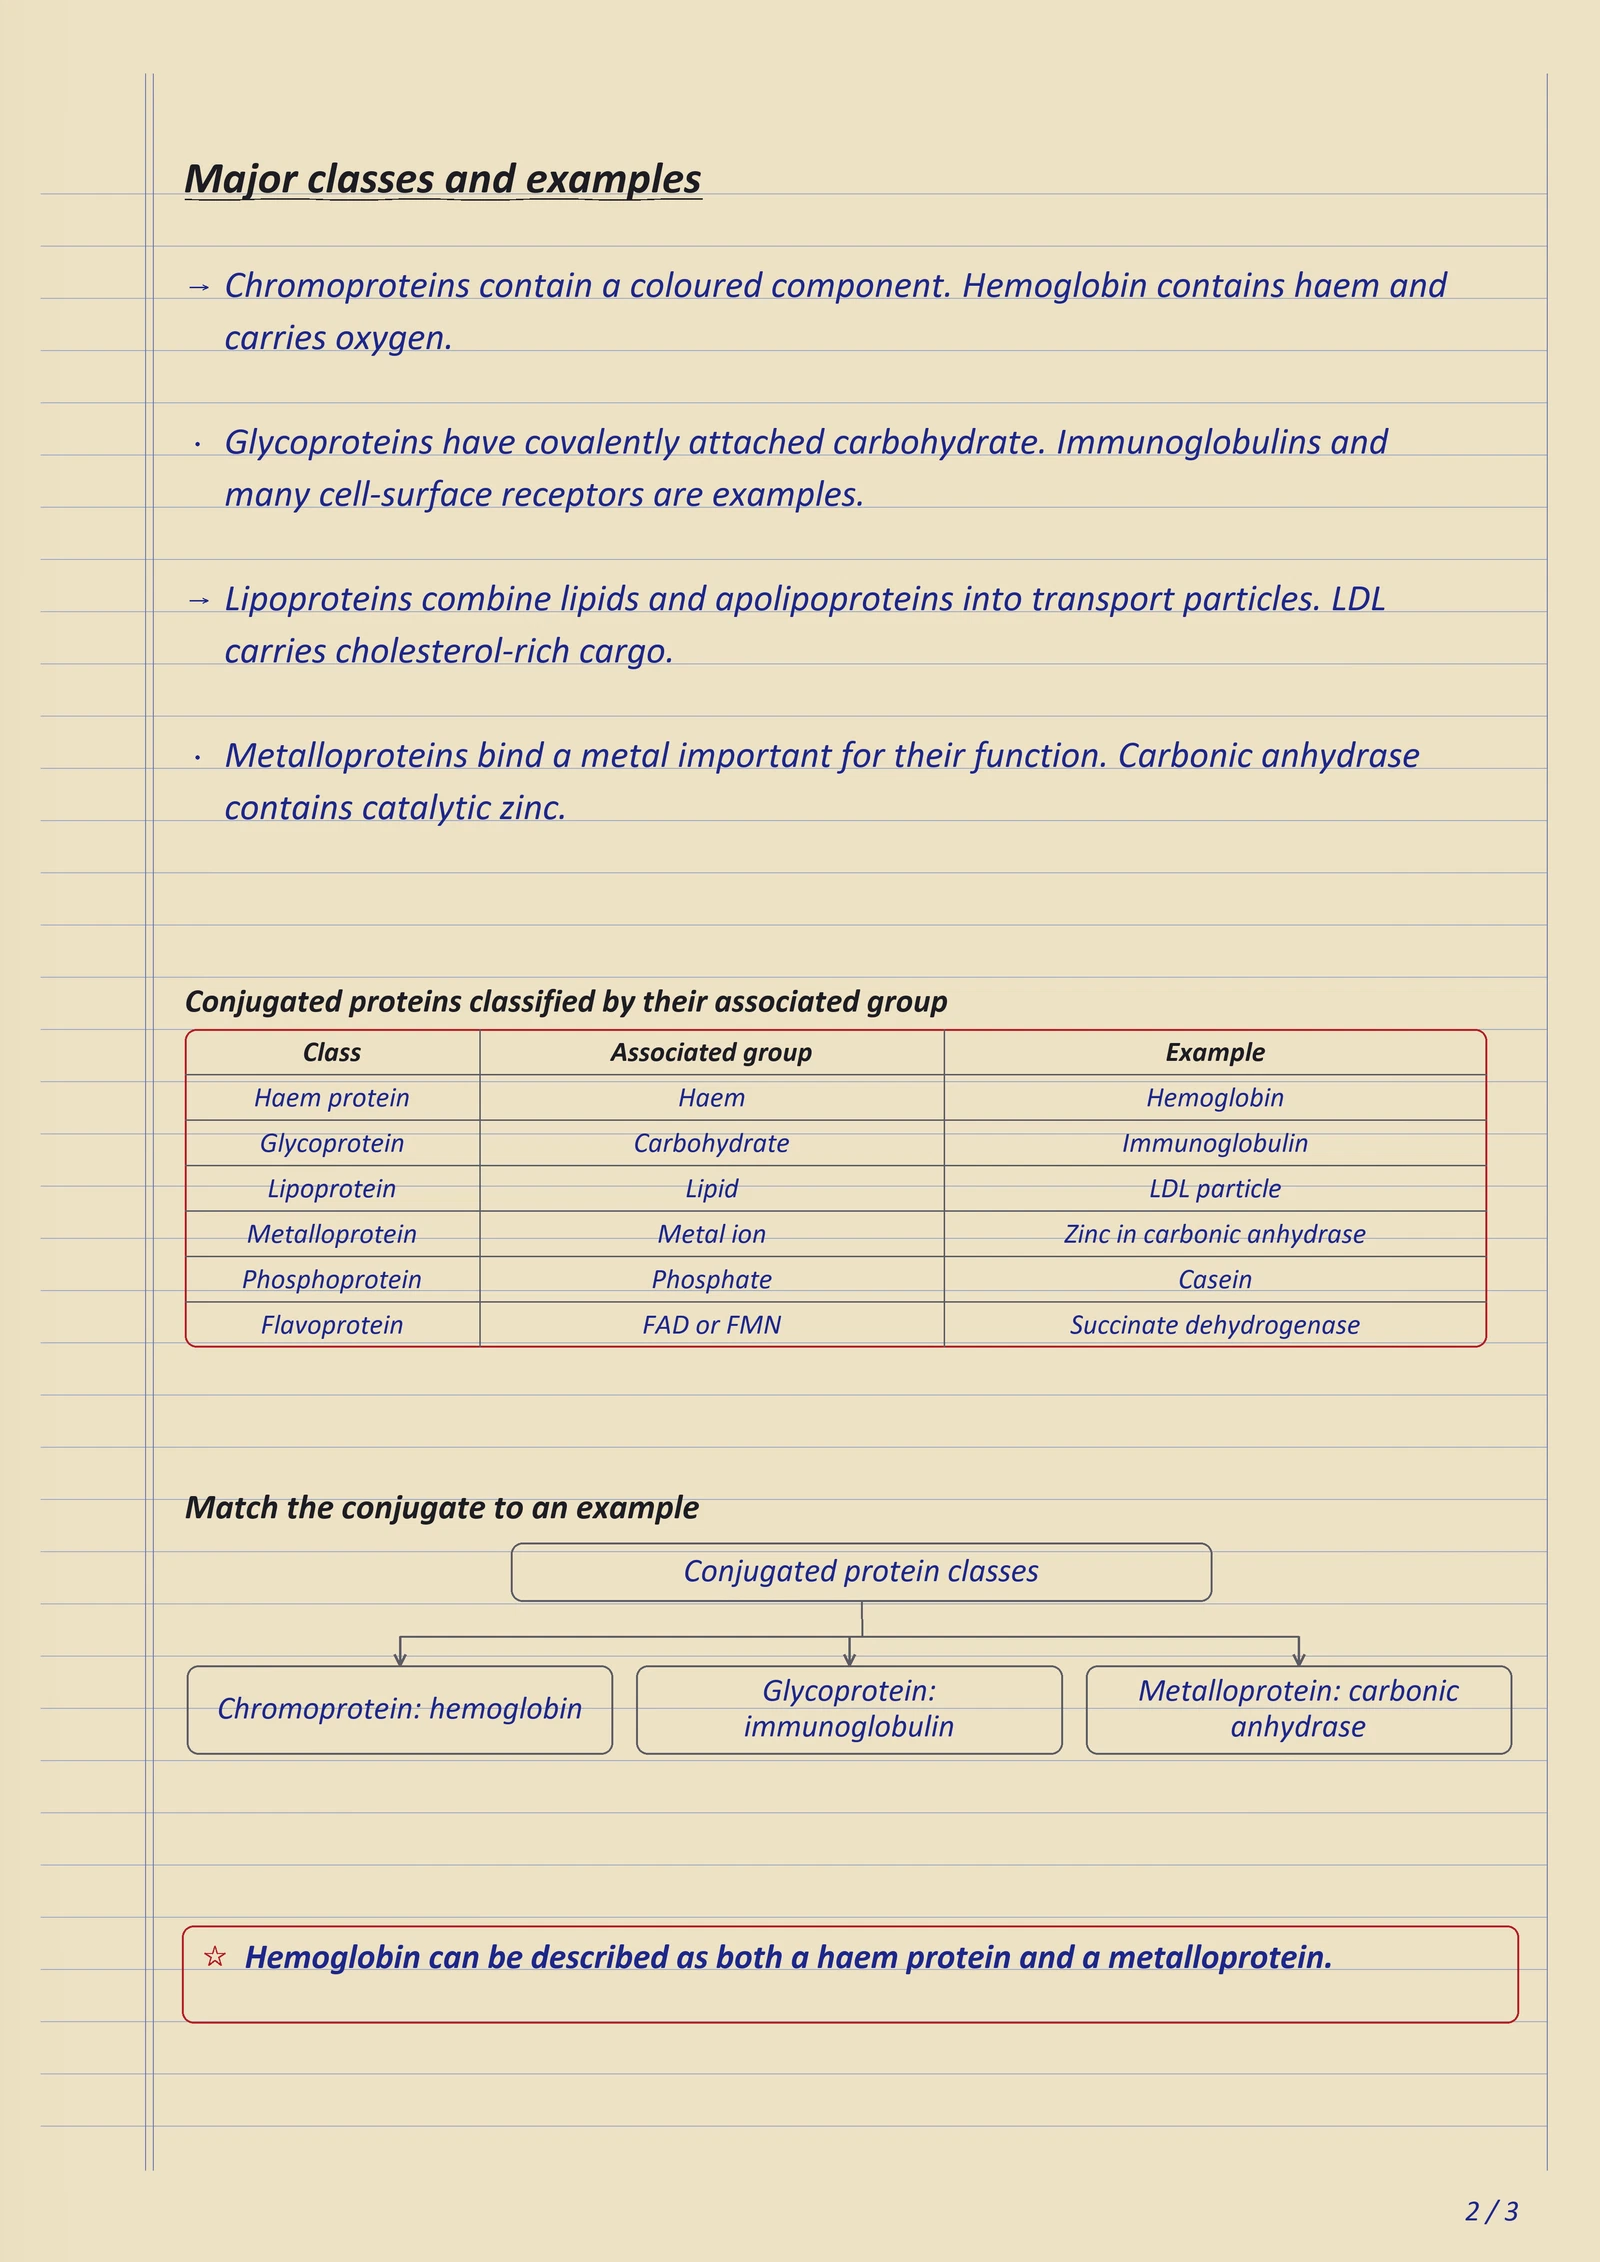 Major classes and examples
→ Chromoproteins contain a coloured component. Hemoglobin contains haem and
carries oxygen.
· Glycoproteins have covalently attached carbohydrate. Immunoglobulins and
many cell-surface receptors are examples.
→ Lipoproteins combine lipids and apolipoproteins into transport particles. LDL
carries cholesterol-rich cargo.
· Metalloproteins bind a metal important for their function. Carbonic anhydrase
contains catalytic zinc.
Conjugated proteins classified by their associated group
Class Associated group Example
Haem protein Haem Hemoglobin
Glycoprotein Carbohydrate Immunoglobulin
Lipoprotein Lipid LDL particle
Metalloprotein Metal ion Zinc in carbonic anhydrase
Phosphoprotein Phosphate Casein
Flavoprotein FAD or FMN Succinate dehydrogenase
Match the conjugate to an example
Conjugated protein classes
Chromoprotein: hemoglobin
Glycoprotein:
immunoglobulin
Metalloprotein: carbonic
anhydrase
☆ Hemoglobin can be described as both a haem protein and a metalloprotein.
2 / 3